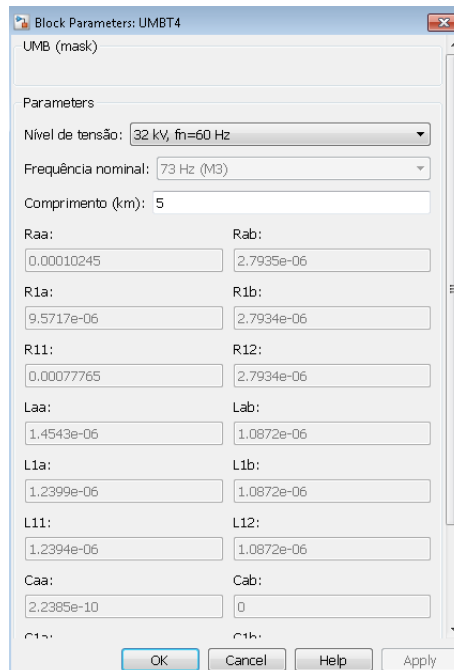 Block Parameters: UMBT4
UMB (mask)
Parameters
Nível de tensão: 32 kV, fn=60 Hz
Frequência nominal: 73 Hz (M3)
Comprimento (km): 5
Raa: Rab:
0.00010245 2.7935e-06
R1a: R1b:
9.5717e-06 2.7934e-06
R11: R12:
0.00077765 2.7934e-06
Laa: Lab:
1.4543e-06 1.0872e-06
L1a: L1b:
1.2399e-06 1.0872e-06
L11: L12:
1.2394e-06 1.0872e-06
Caa: Cab:
2.2385e-10 0
C1a: C1b:
OK Cancel Help Apply